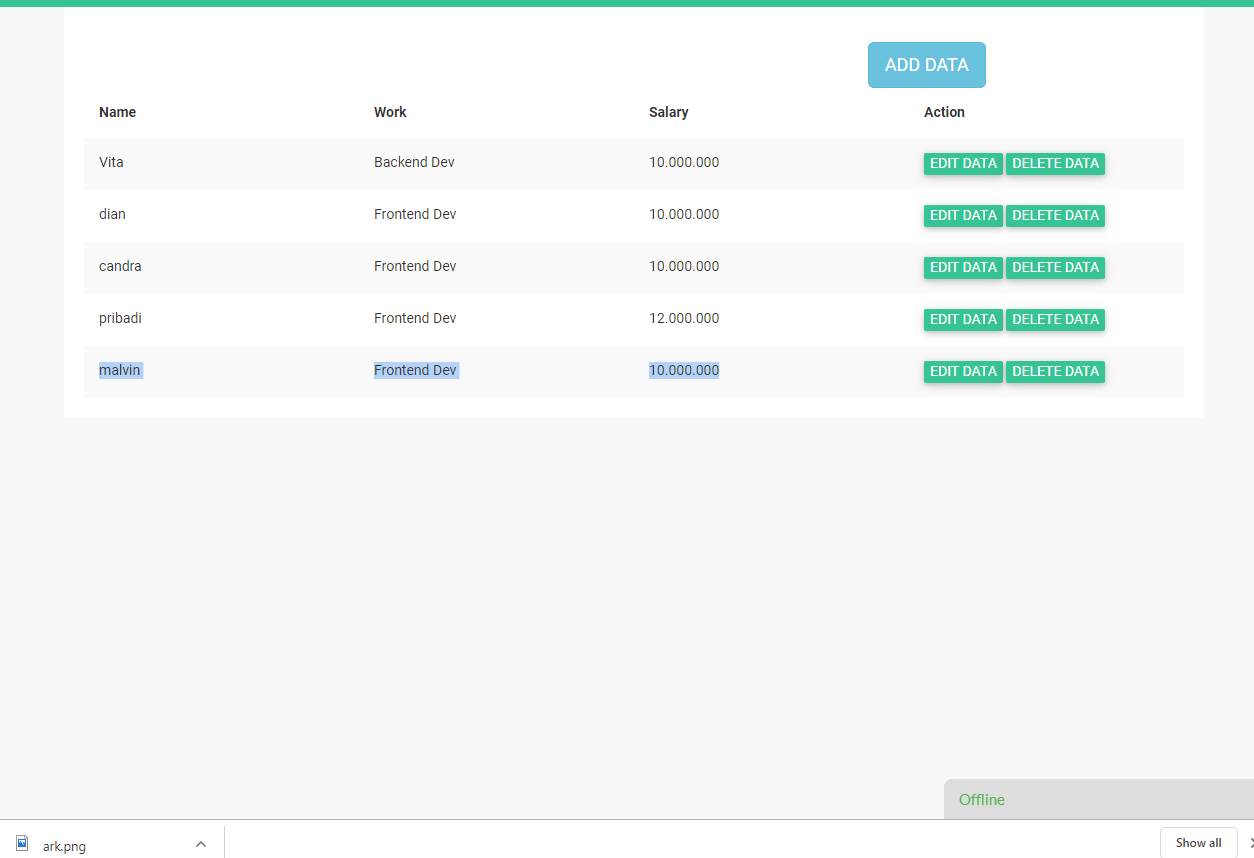 ADD DATA
Name Work Salary Action
Vita Backend Dev 10.000.000 EDIT DATA DELETE DATA
dian Frontend Dev 10.000.000 EDIT DATA DELETE DATA
candra Frontend Dev 10.000.000 EDIT DATA DELETE DATA
pribadi Frontend Dev 12.000.000 EDIT DATA DELETE DATA
malvin Frontend Dev 10.000.000 EDIT DATA DELETE DATA
Offline
ark.png Show all